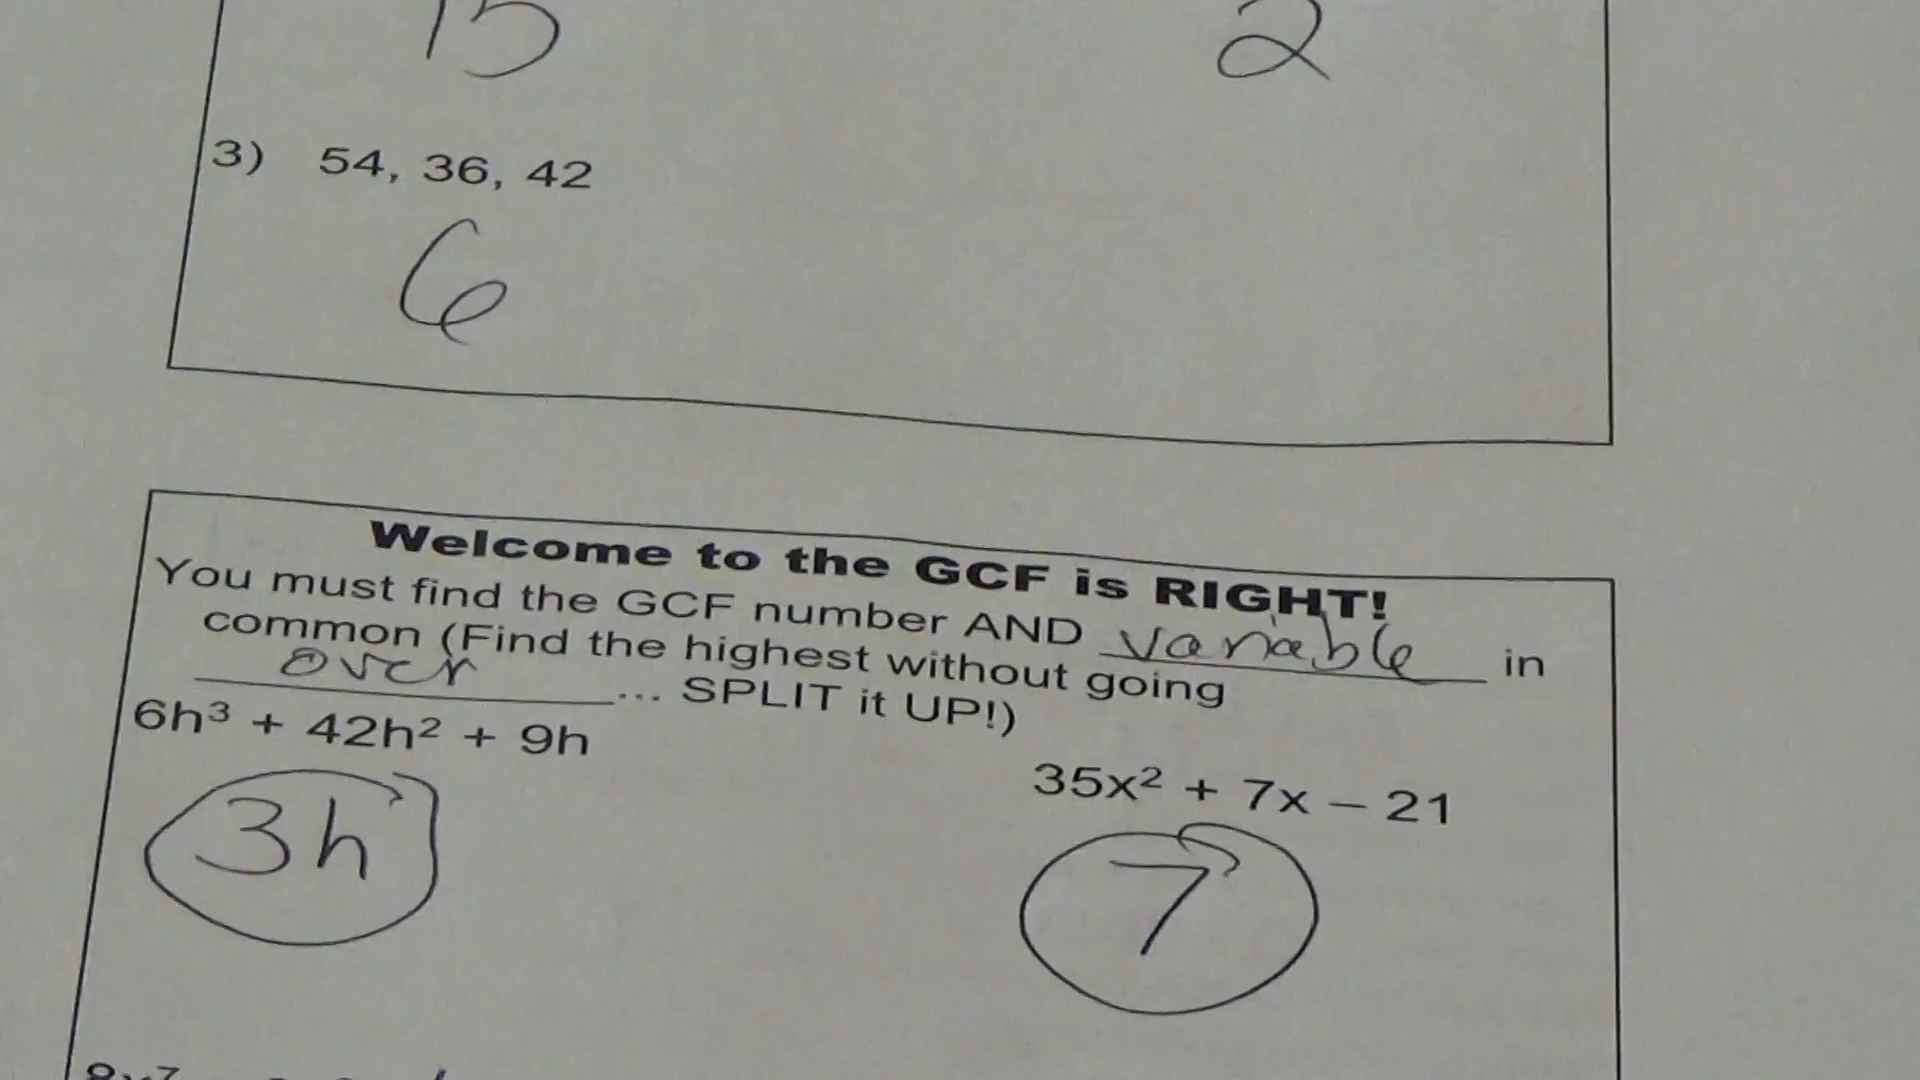 15
2
3) 54, 36, 42
6
Welcome to the GCF is RIGHT!
You must find the GCF number AND variable in
common (Find the highest without going
over ... SPLIT it UP!)
6h³ + 42h² + 9h
35x² + 7x – 21
3h
7